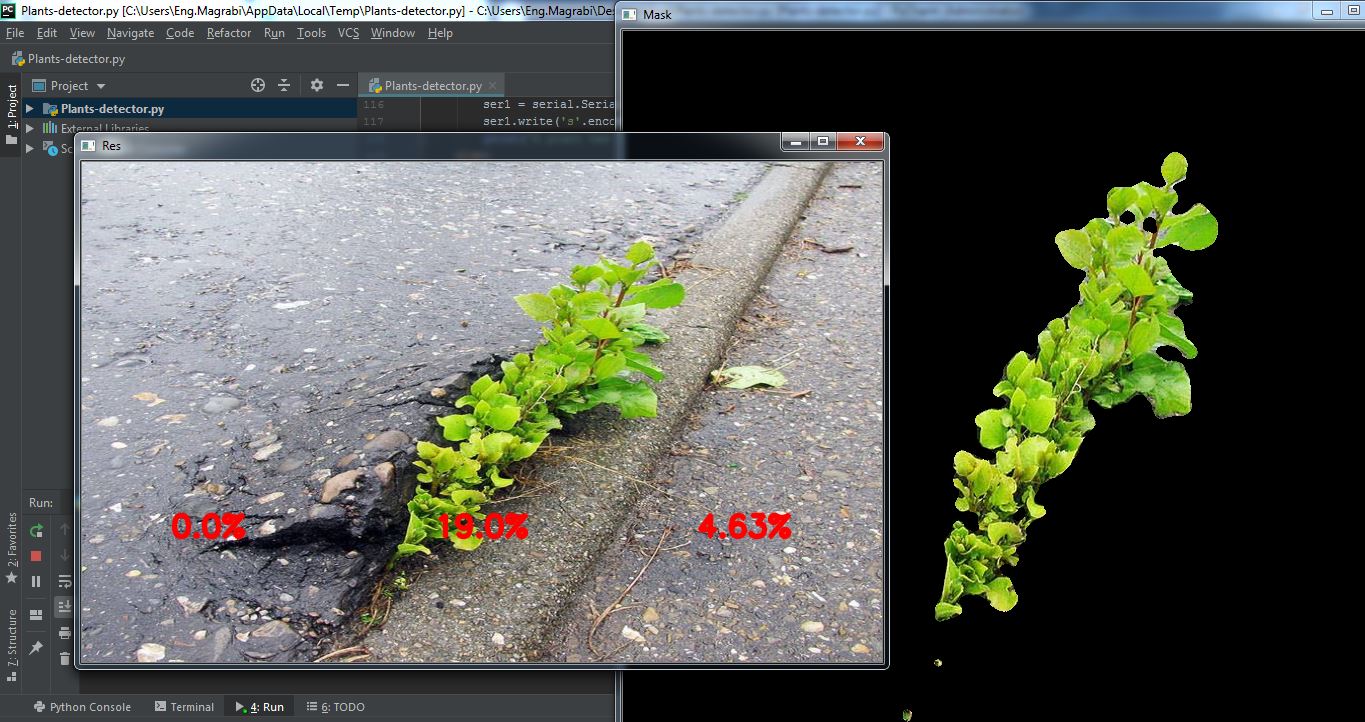 Plants-detector.py [C:\Users\Eng.Magrabi\AppData\Local\Temp\Plants-detector.py] - C:\Users\Eng.Magrabi\Des
Mask
File Edit View Navigate Code Refactor Run Tools VCS Window Help
Plants-detector.py
1: Project
Project
Plants-detector.py
Plants-detector.py
External Libraries
Sc
116 ser1 = serial.Seria
117 ser1.write('s'.enco
Res
0.0% 19.0% 4.63%
Run:
2: Favorites
7: Structure
Python Console Terminal 4: Run 6: TODO